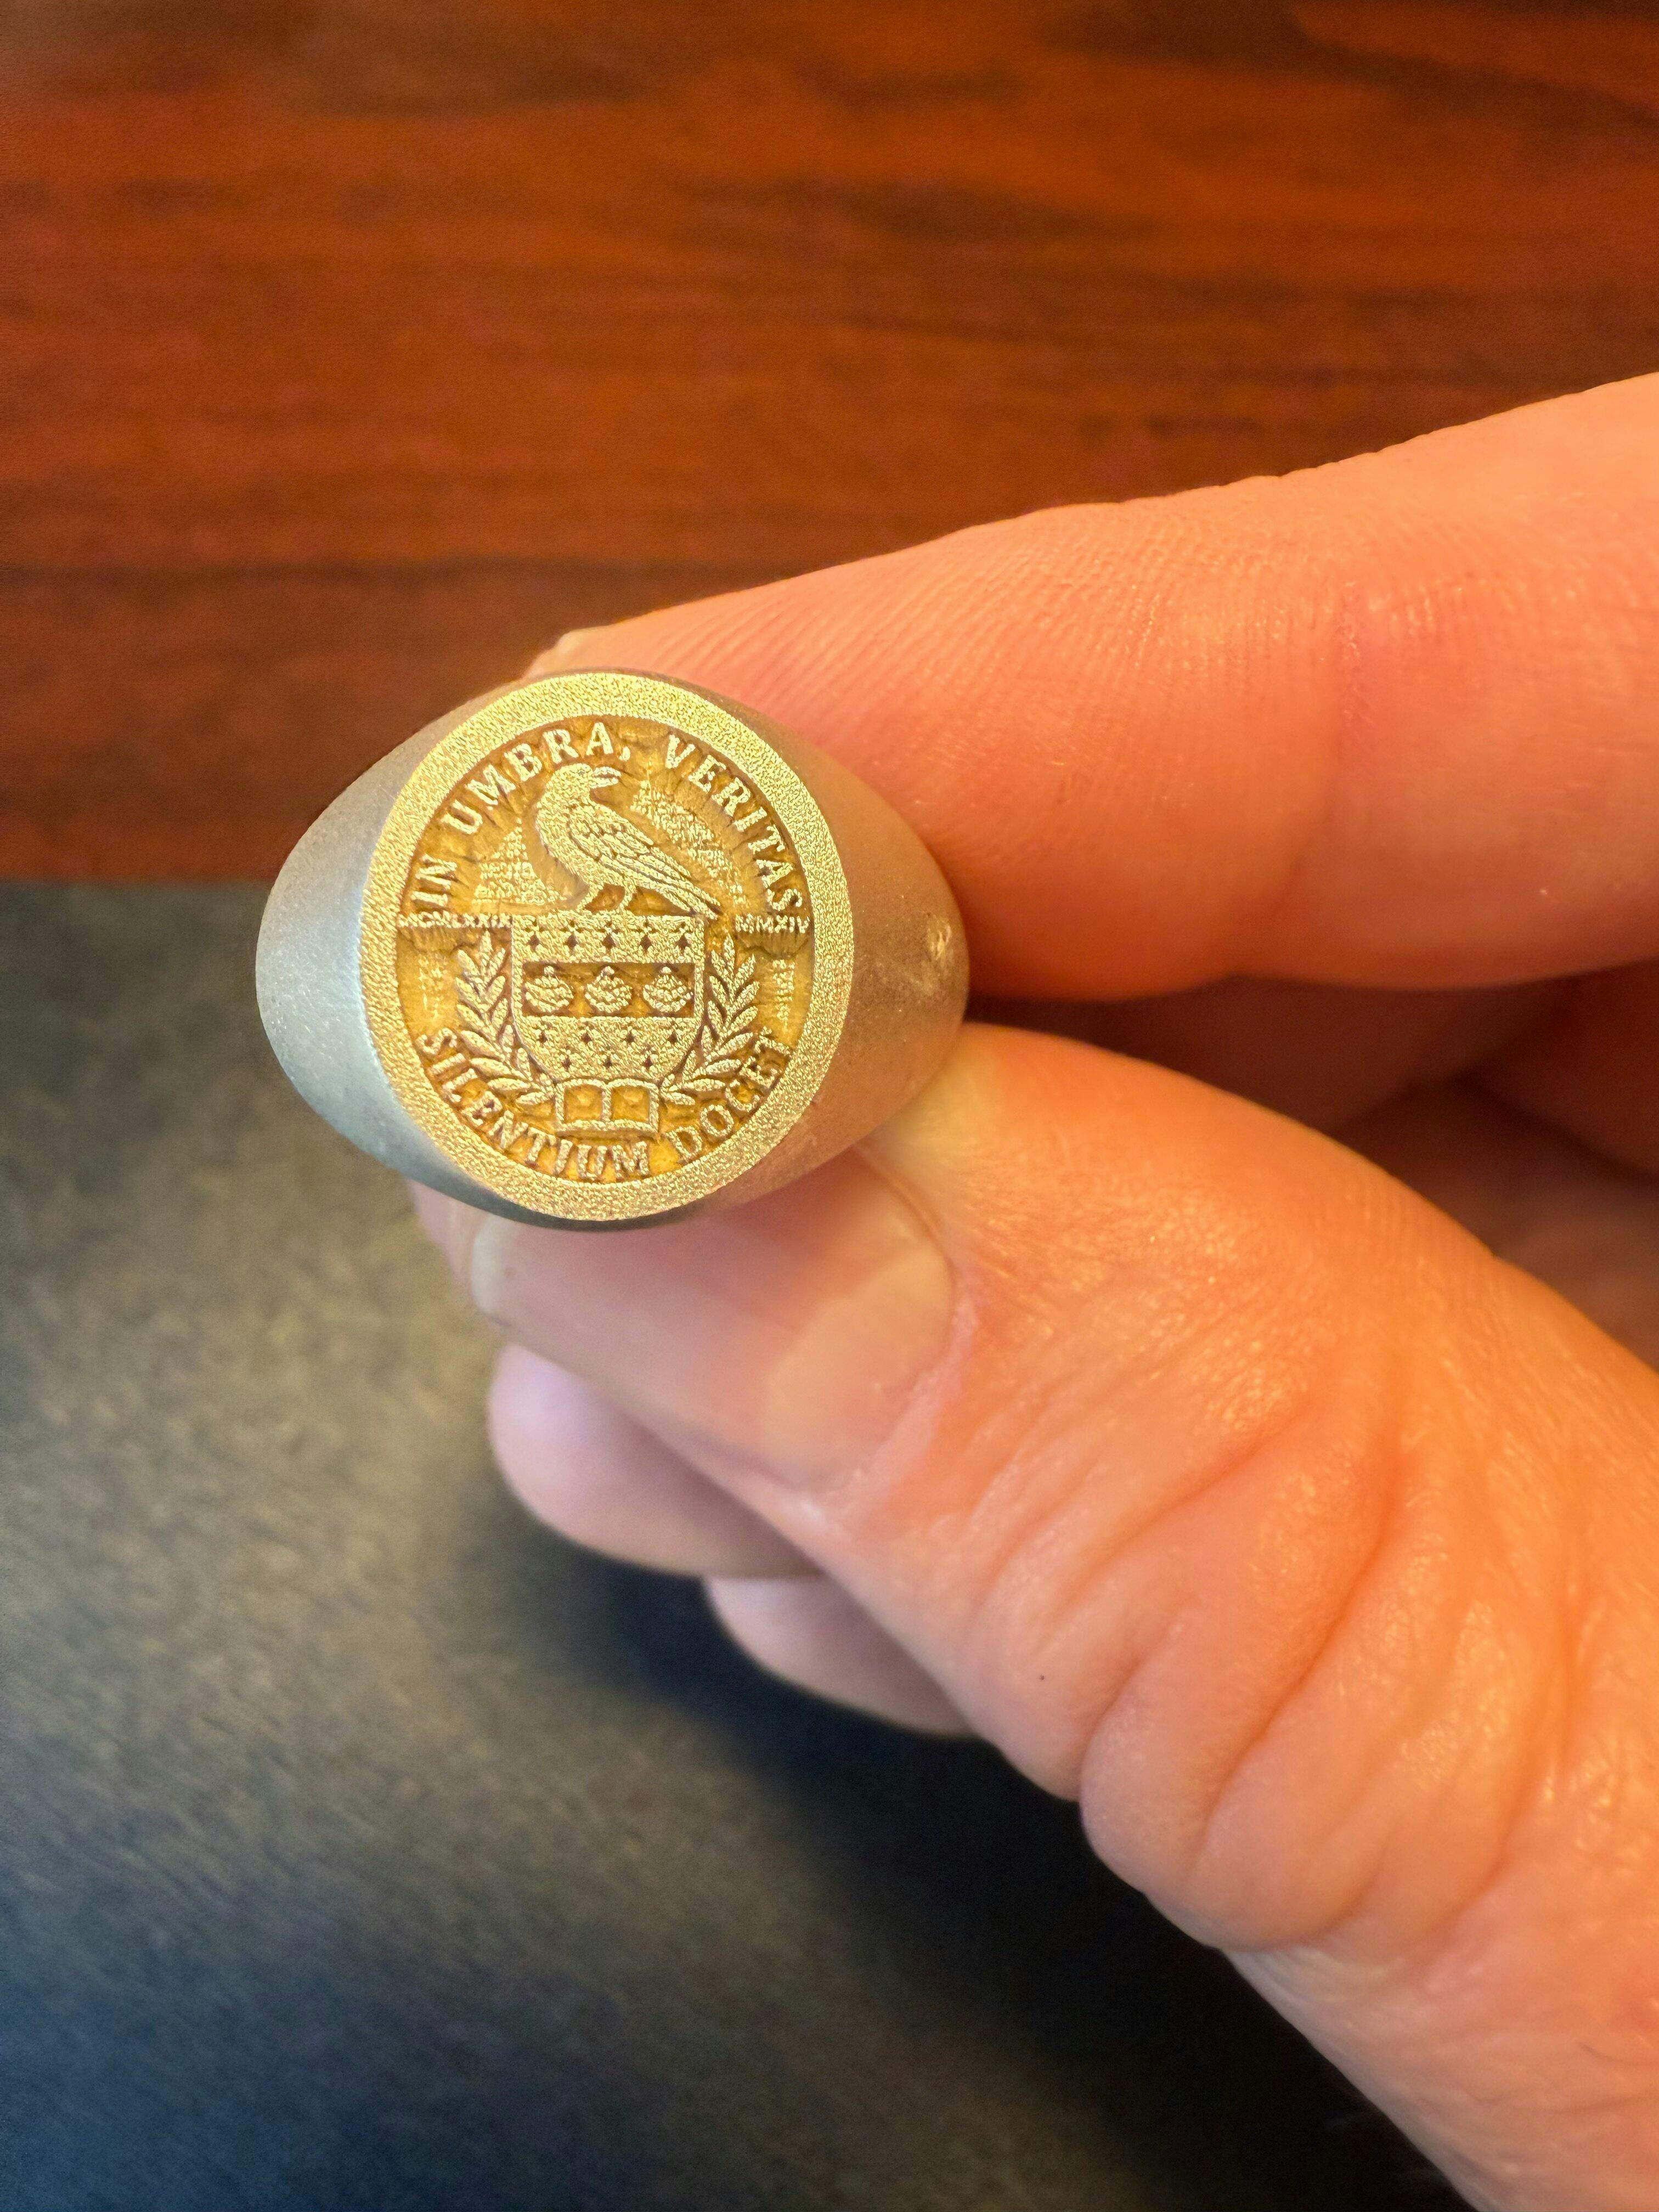 IN UMBRA, VERITAS
MMXIV
SILENTIUM DOCET